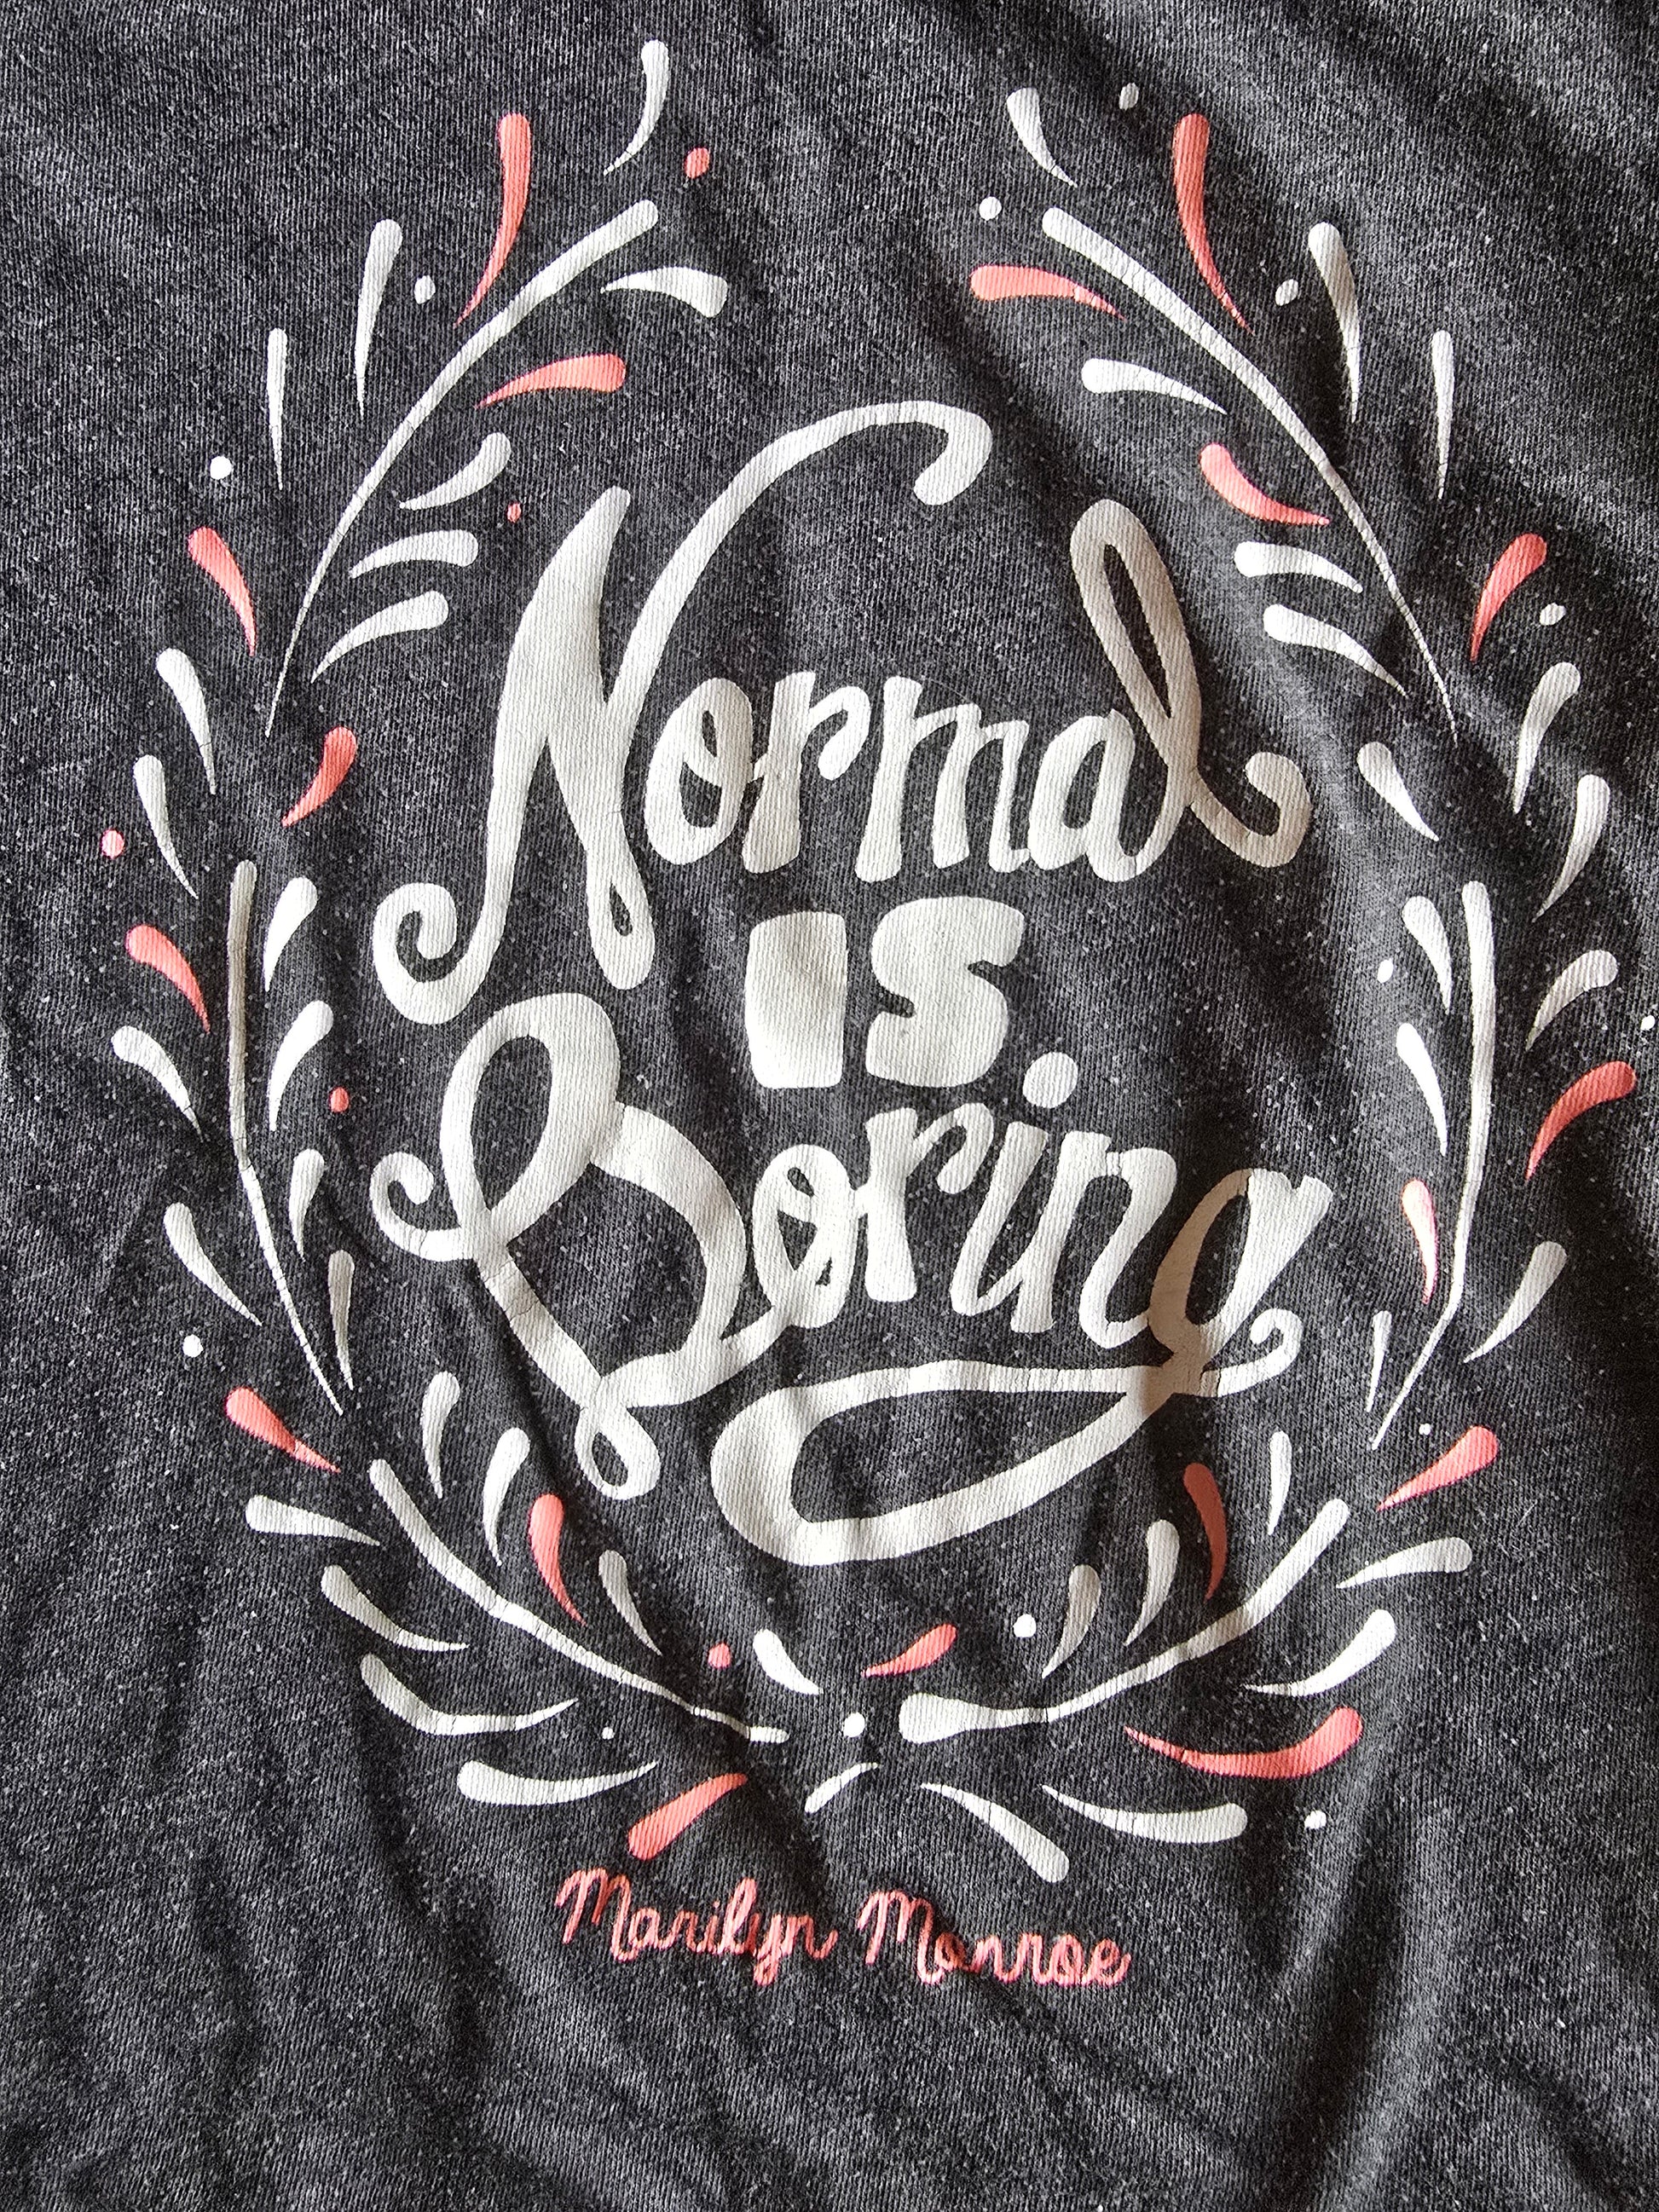 Normal
is
Boring
Marilyn Monroe